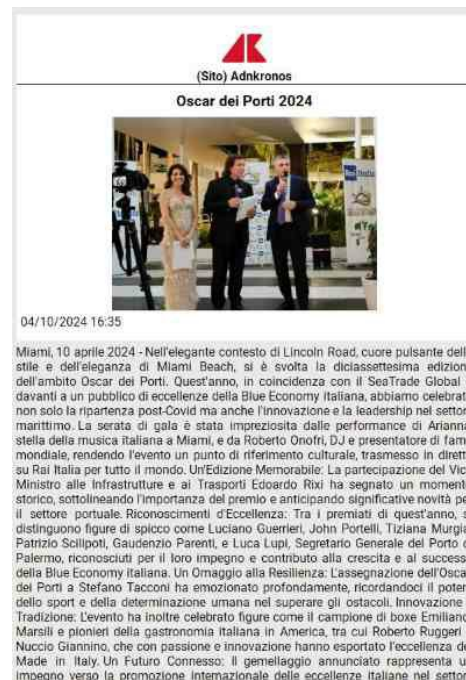 (Sito) Adnkronos
Oscar dei Porti 2024
Rai Italia
04/10/2024 16:35
Miami, 10 aprile 2024 - Nell'elegante contesto di Lincoln Road, cuore pulsante dell
stile e dell'eleganza di Miami Beach, si è svolta la diciassettesima edizion
dell'ambito Oscar dei Porti. Quest'anno, in coincidenza con il SeaTrade Global
davanti a un pubblico di eccellenze della Blue Economy italiana, abbiamo celebrat
non solo la ripartenza post-Covid ma anche l'innovazione e la leadership nel settor
marittimo. La serata di gala è stata impreziosita dalle performance di Arianna
stella della musica italiana a Miami, e da Roberto Onofri, DJ e presentatore di fam
mondiale, rendendo l'evento un punto di riferimento culturale, trasmesso in dirett
su Rai Italia per tutto il mondo. Un'Edizione Memorabile: La partecipazione del Vic
Ministro alle Infrastrutture e ai Trasporti Edoardo Rixi ha segnato un moment
storico, sottolineando l'importanza del premio e anticipando significative novità pe
il settore portuale. Riconoscimenti d'Eccellenza: Tra i premiati di quest'anno, s
distinguono figure di spicco come Luciano Guerrieri, John Portelli, Tiziana Murgia
Patrizio Scilipoti, Gaudenzio Parenti, e Luca Lupi, Segretario Generale del Porto d
Palermo, riconosciuti per il loro impegno e contributo alla crescita e al success
della Blue Economy italiana. Un Omaggio alla Resilienza: L'assegnazione dell'Osca
dei Porti a Stefano Tacconi ha emozionato profondamente, ricordandoci il poter
dello sport e della determinazione umana nel superare gli ostacoli. Innovazione
Tradizione: L'evento ha inoltre celebrato figure come il campione di boxe Emiliano
Marsili e pionieri della gastronomia italiana in America, tra cui Roberto Ruggeri
Nuccio Giannino, che con passione e innovazione hanno esportato l'eccellenza de
Made in Italy. Un Futuro Connesso: Il gemellaggio annunciato rappresenta u
impegno verso la promozione internazionale delle eccellenze italiane nel settor